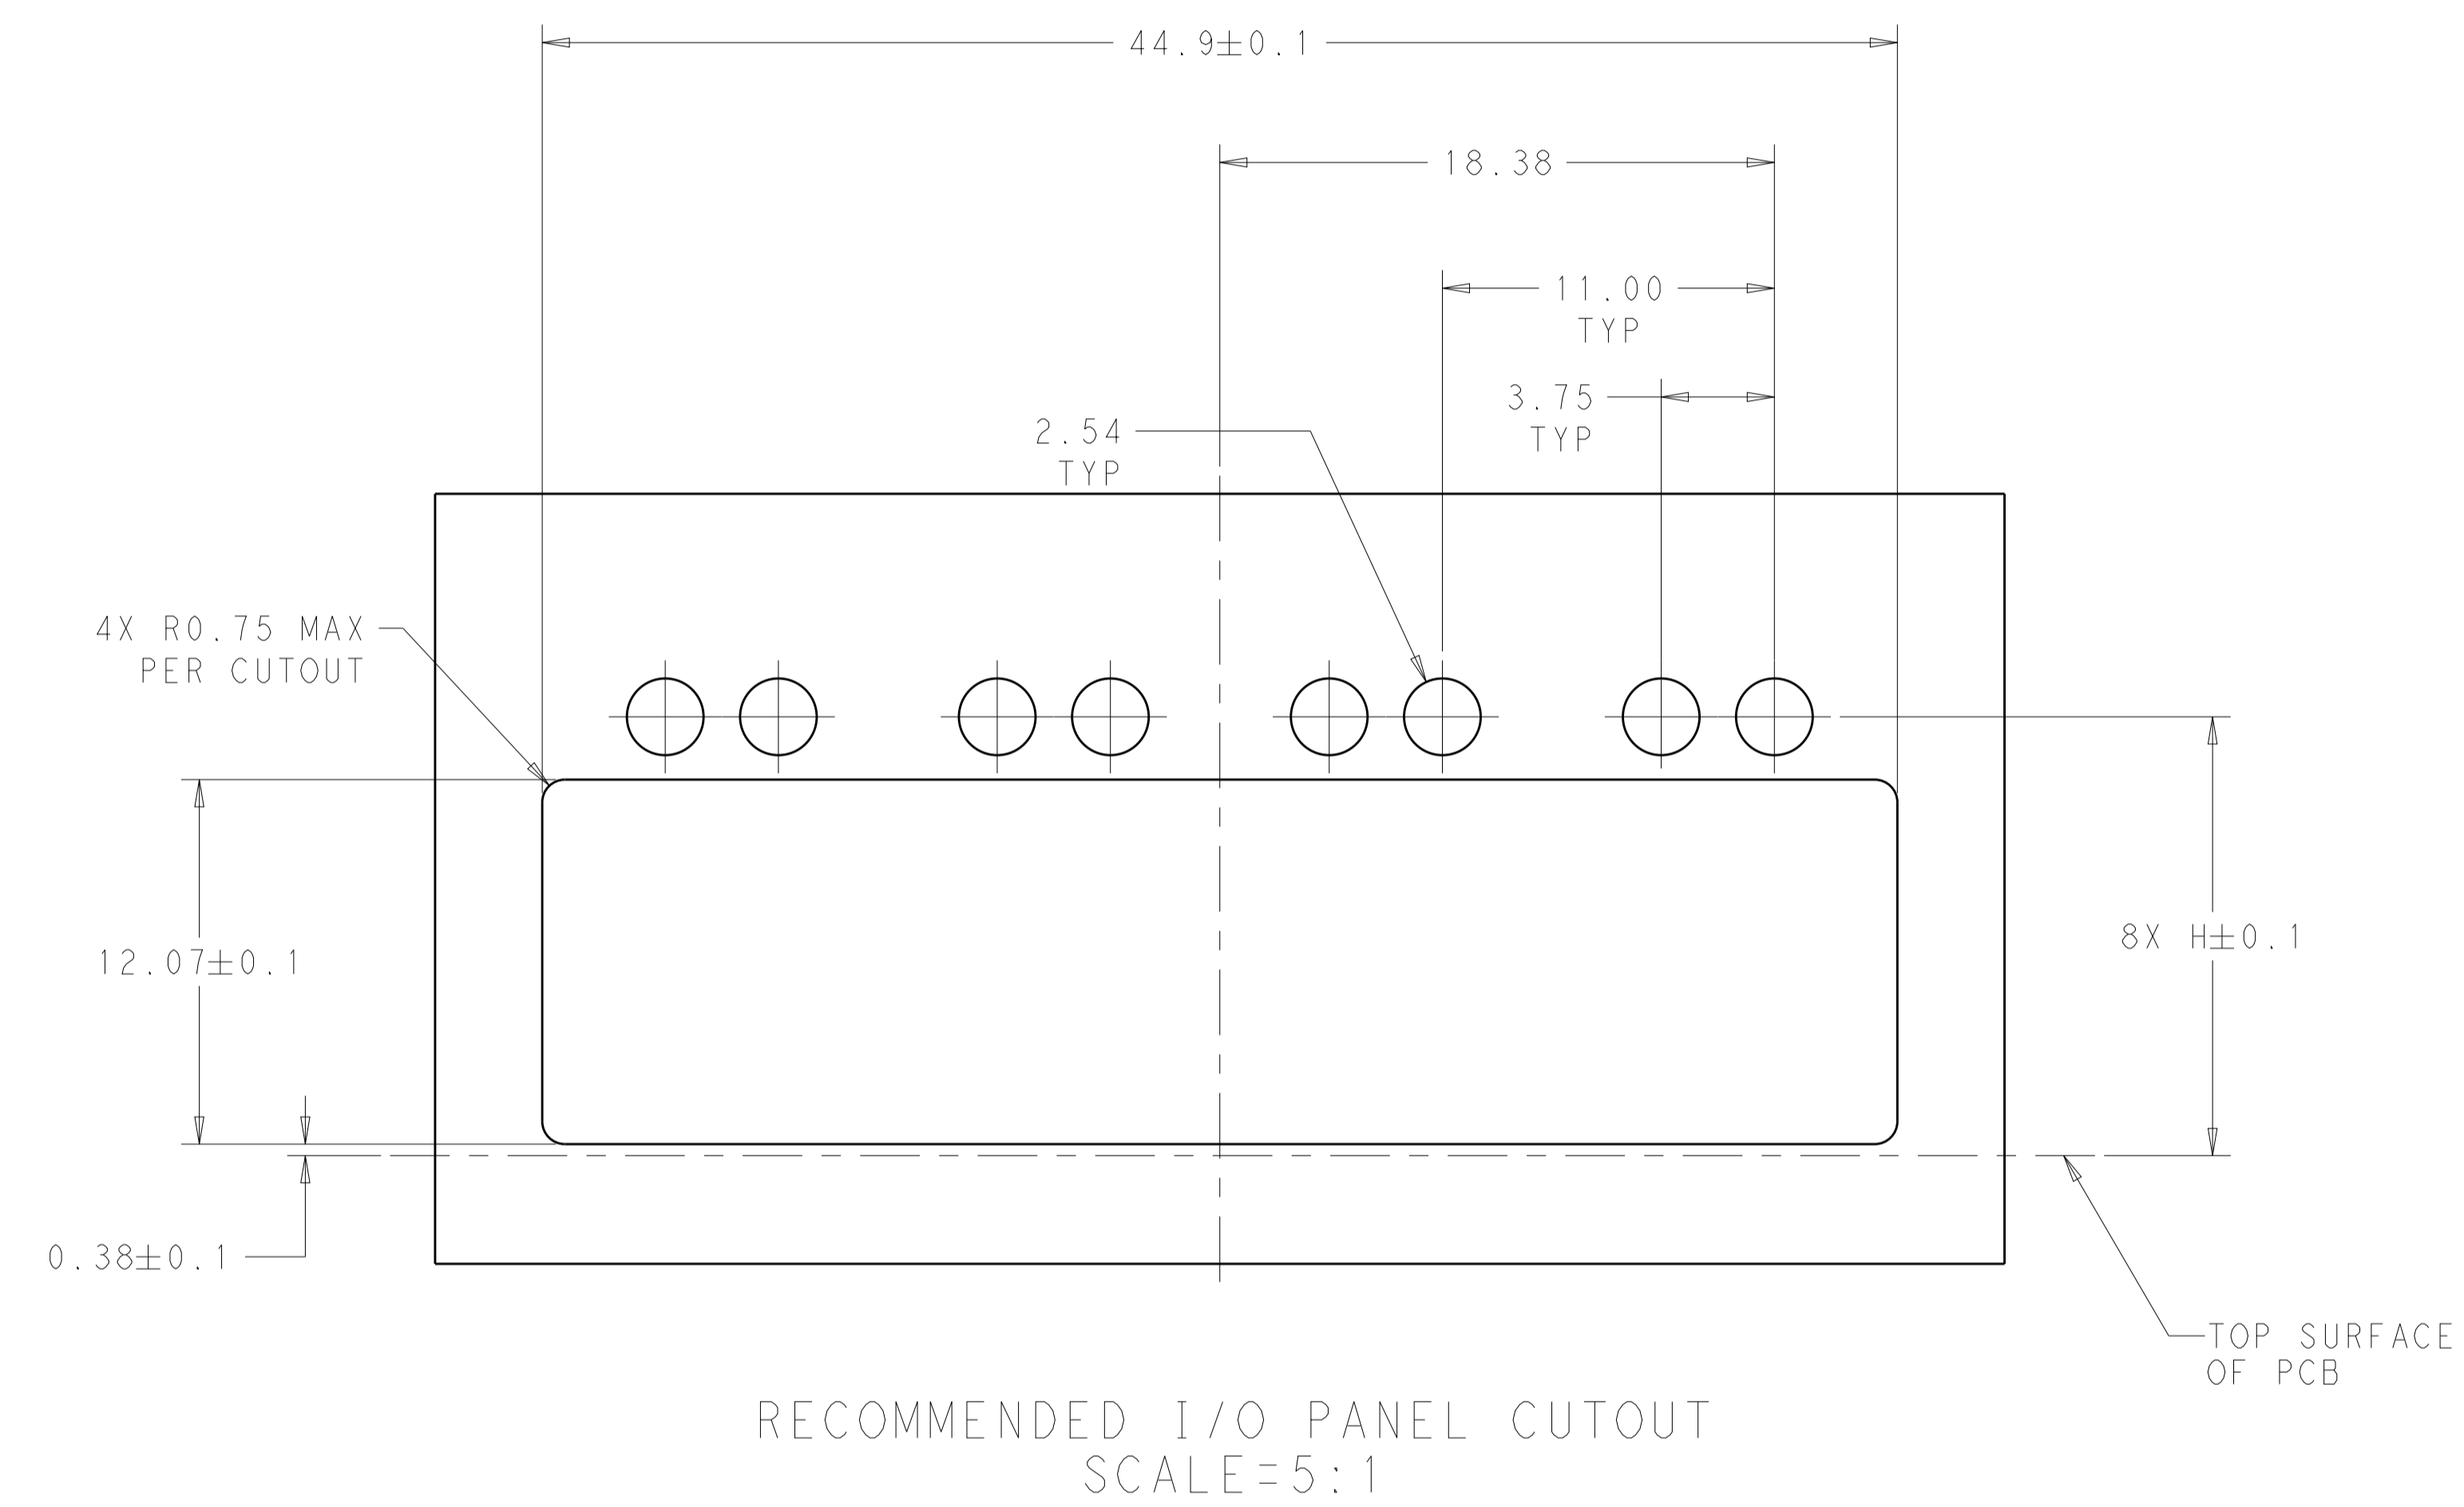 44.9±0.1
18.38
11.00
TYP
3.75
TYP
2.54
TYP
4X R0.75 MAX
PER CUTOUT
8X H±0.1
12.07±0.1
0.38±0.1
TOP SURFACE
OF PCB
RECOMMENDED I/O PANEL CUTOUT
SCALE=5:1